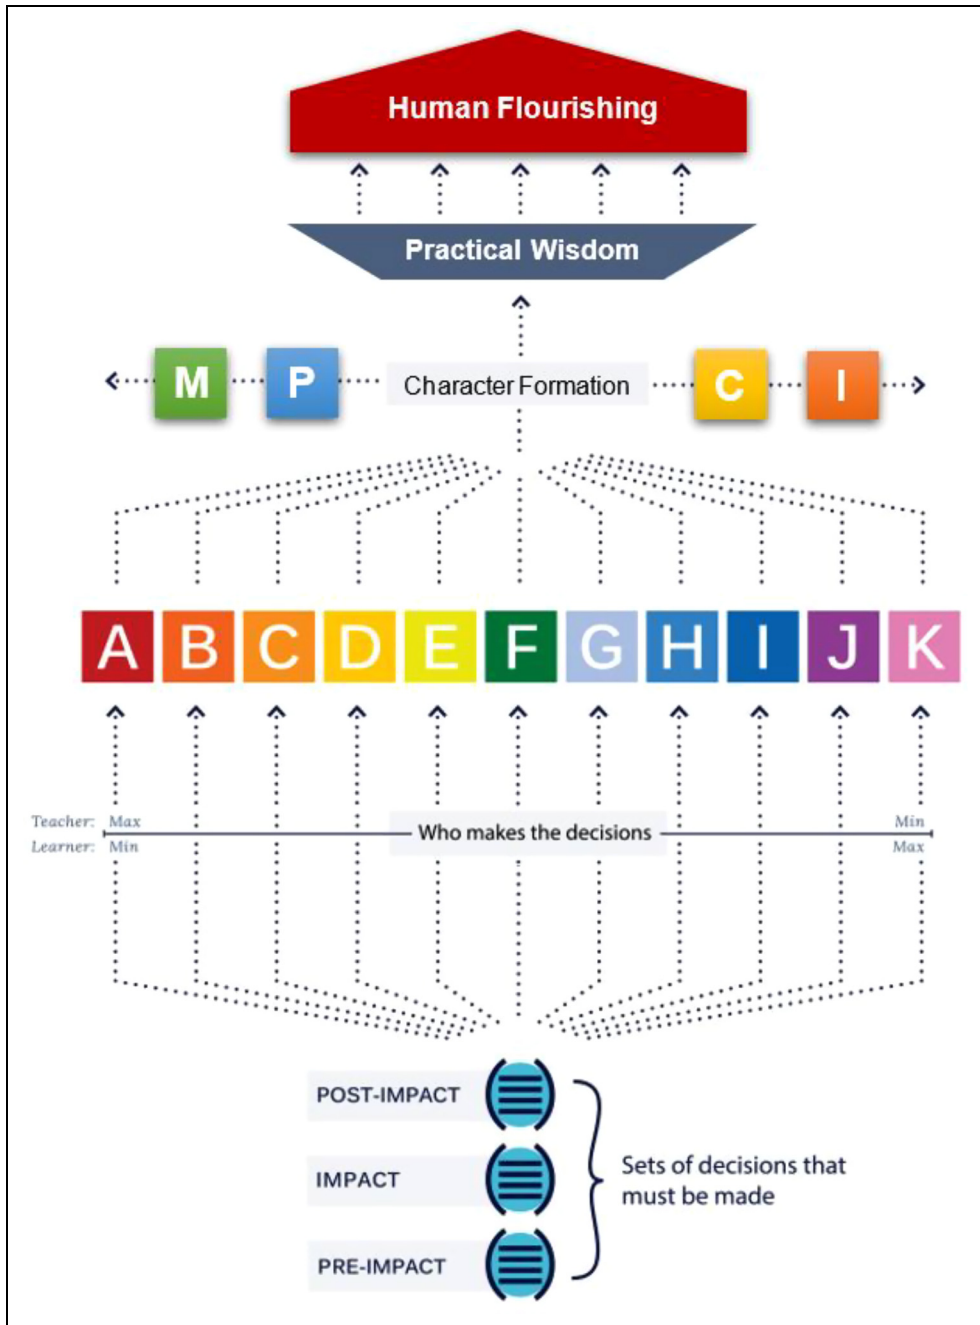 Human Flourishing
Practical Wisdom
M P Character Formation C I
A B C D E F G H I J K
Teacher: Max Who makes the decisions Min
Learner: Min Max
POST-IMPACT
IMPACT
PRE-IMPACT
Sets of decisions that
must be made